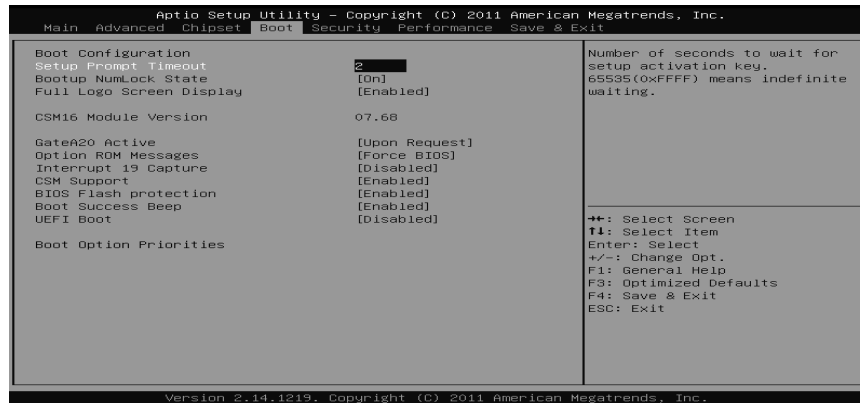 Aptio Setup Utility – Copyright (C) 2011 American Megatrends, Inc.
Main Advanced Chipset Boot Security Performance Save & Exit
Boot Configuration
Setup Prompt Timeout 2
Bootup NumLock State [On]
Full Logo Screen Display [Enabled]
CSM16 Module Version 07.68
GateA20 Active [Upon Request]
Option ROM Messages [Force BIOS]
Interrupt 19 Capture [Disabled]
CSM Support [Enabled]
BIOS Flash protection [Enabled]
Boot Success Beep [Enabled]
UEFI Boot [Disabled]
Boot Option Priorities
Number of seconds to wait for
setup activation key.
65535(0xFFFF) means indefinite
waiting.
→←: Select Screen
↑↓: Select Item
Enter: Select
+/-: Change Opt.
F1: General Help
F3: Optimized Defaults
F4: Save & Exit
ESC: Exit
Version 2.14.1219. Copyright (C) 2011 American Megatrends, Inc.